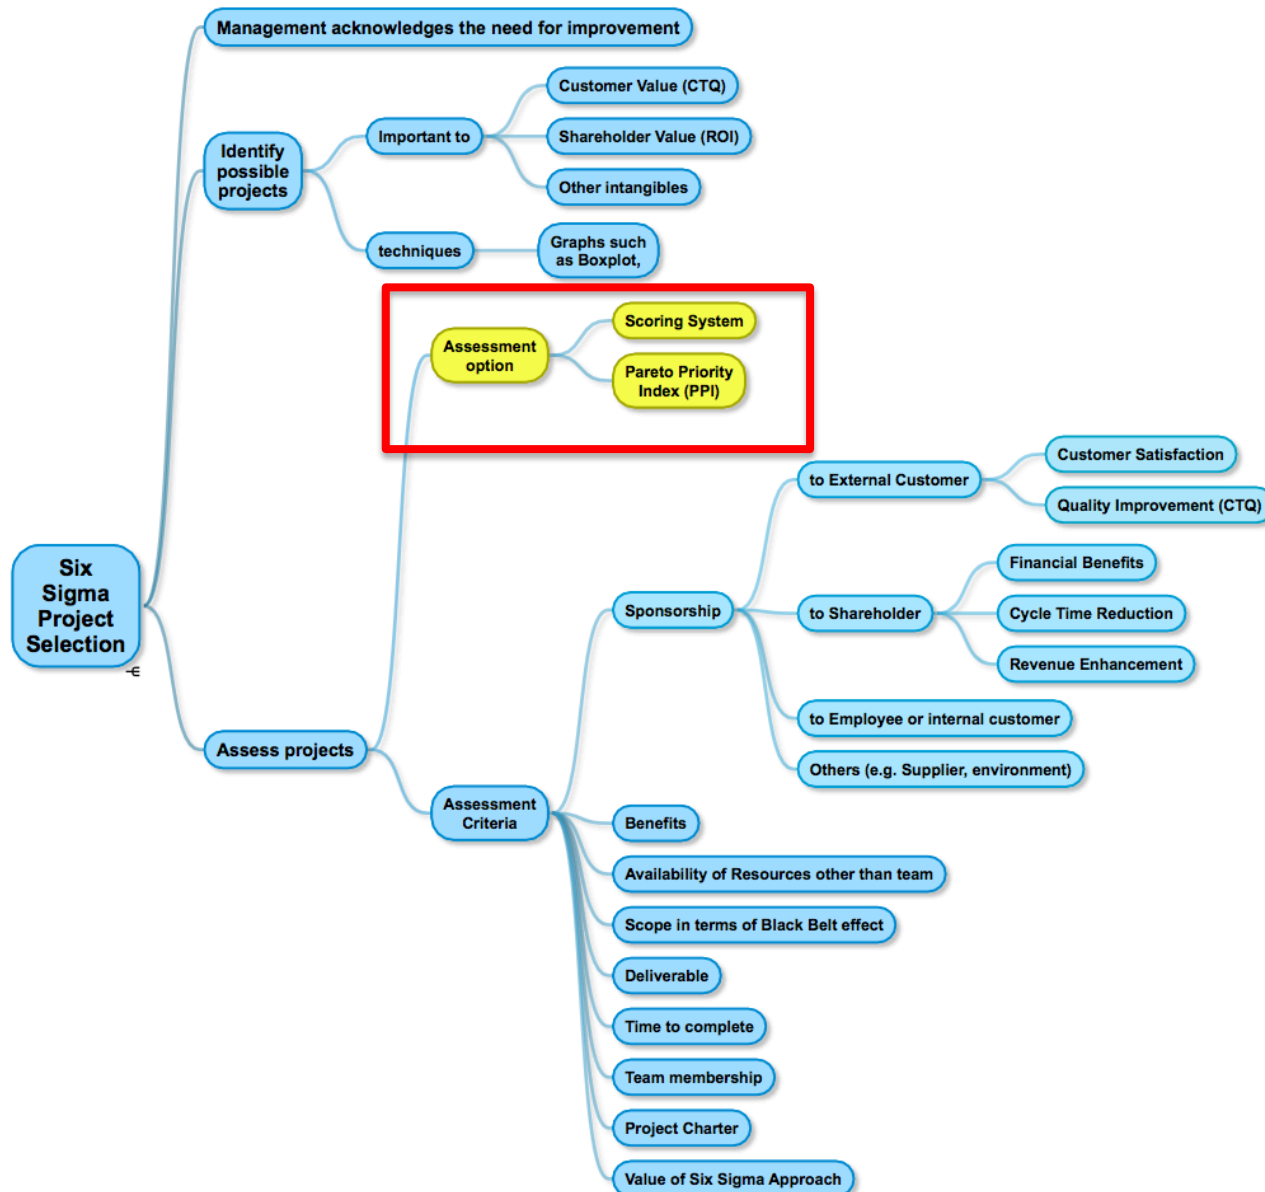 Management acknowledges the need for improvement
Customer Value (CTQ)
Important to
Shareholder Value (ROI)
Identify
possible
projects
Other intangibles
techniques
Graphs such
as Boxplot,
Scoring System
Assessment
option
Pareto Priority
Index (PPI)
Customer Satisfaction
to External Customer
Quality Improvement (CTQ)
Six
Sigma
Project
Selection
Financial Benefits
Sponsorship
to Shareholder
Cycle Time Reduction
Revenue Enhancement
to Employee or internal customer
Assess projects
Others (e.g. Supplier, environment)
Assessment
Criteria
Benefits
Availability of Resources other than team
Scope in terms of Black Belt effect
Deliverable
Time to complete
Team membership
Project Charter
Value of Six Sigma Approach